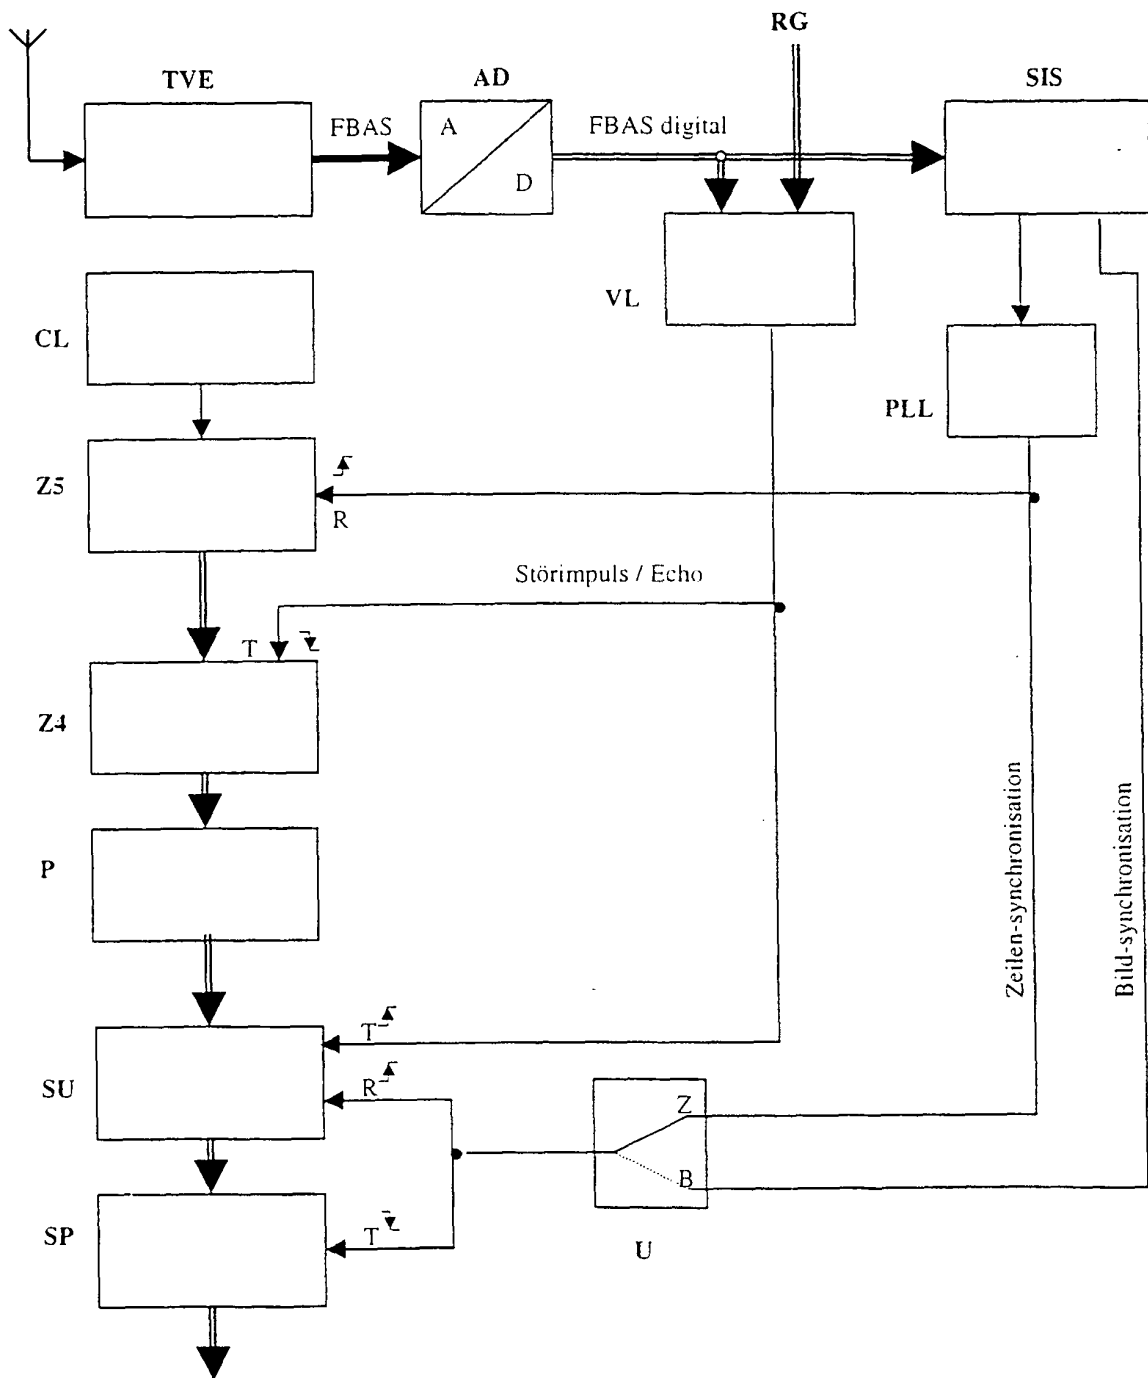 RG
TVE
AD
SIS
FBAS
A
D
FBAS digital
VL
CL
PLL
Z5
R
Störimpuls / Echo
T
Z4
P
Zeilen-synchronisation
Bild-synchronisation
T
SU
R
Z
B
SP
T
U